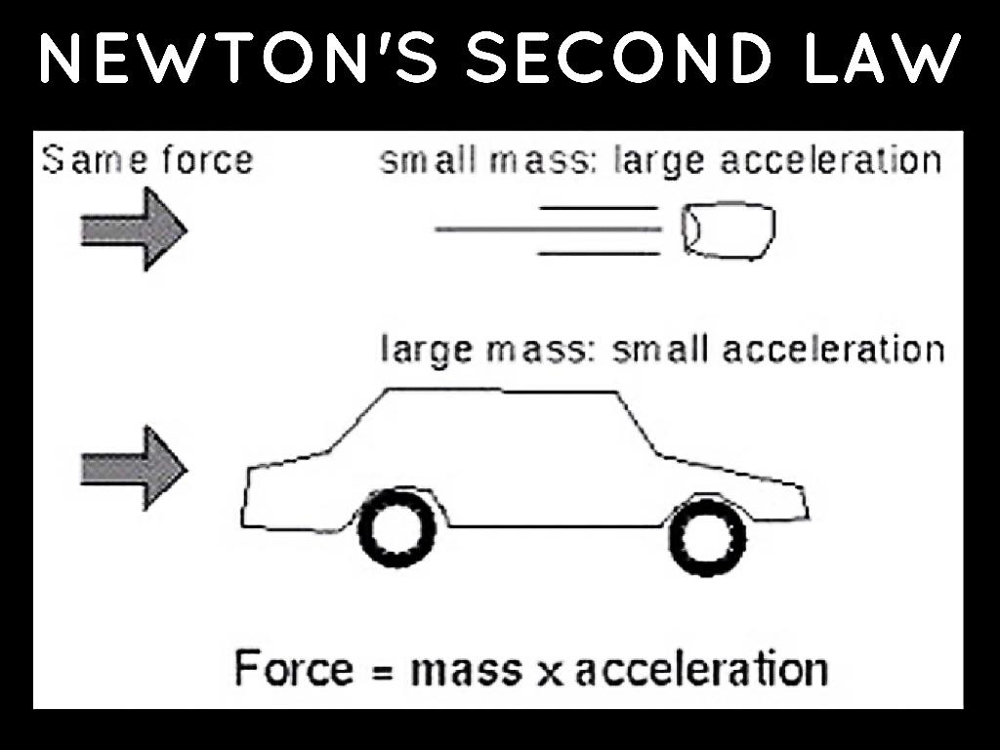 NEWTON'S SECOND LAW
Same force
small mass: large acceleration
large mass: small acceleration
Force = mass x acceleration